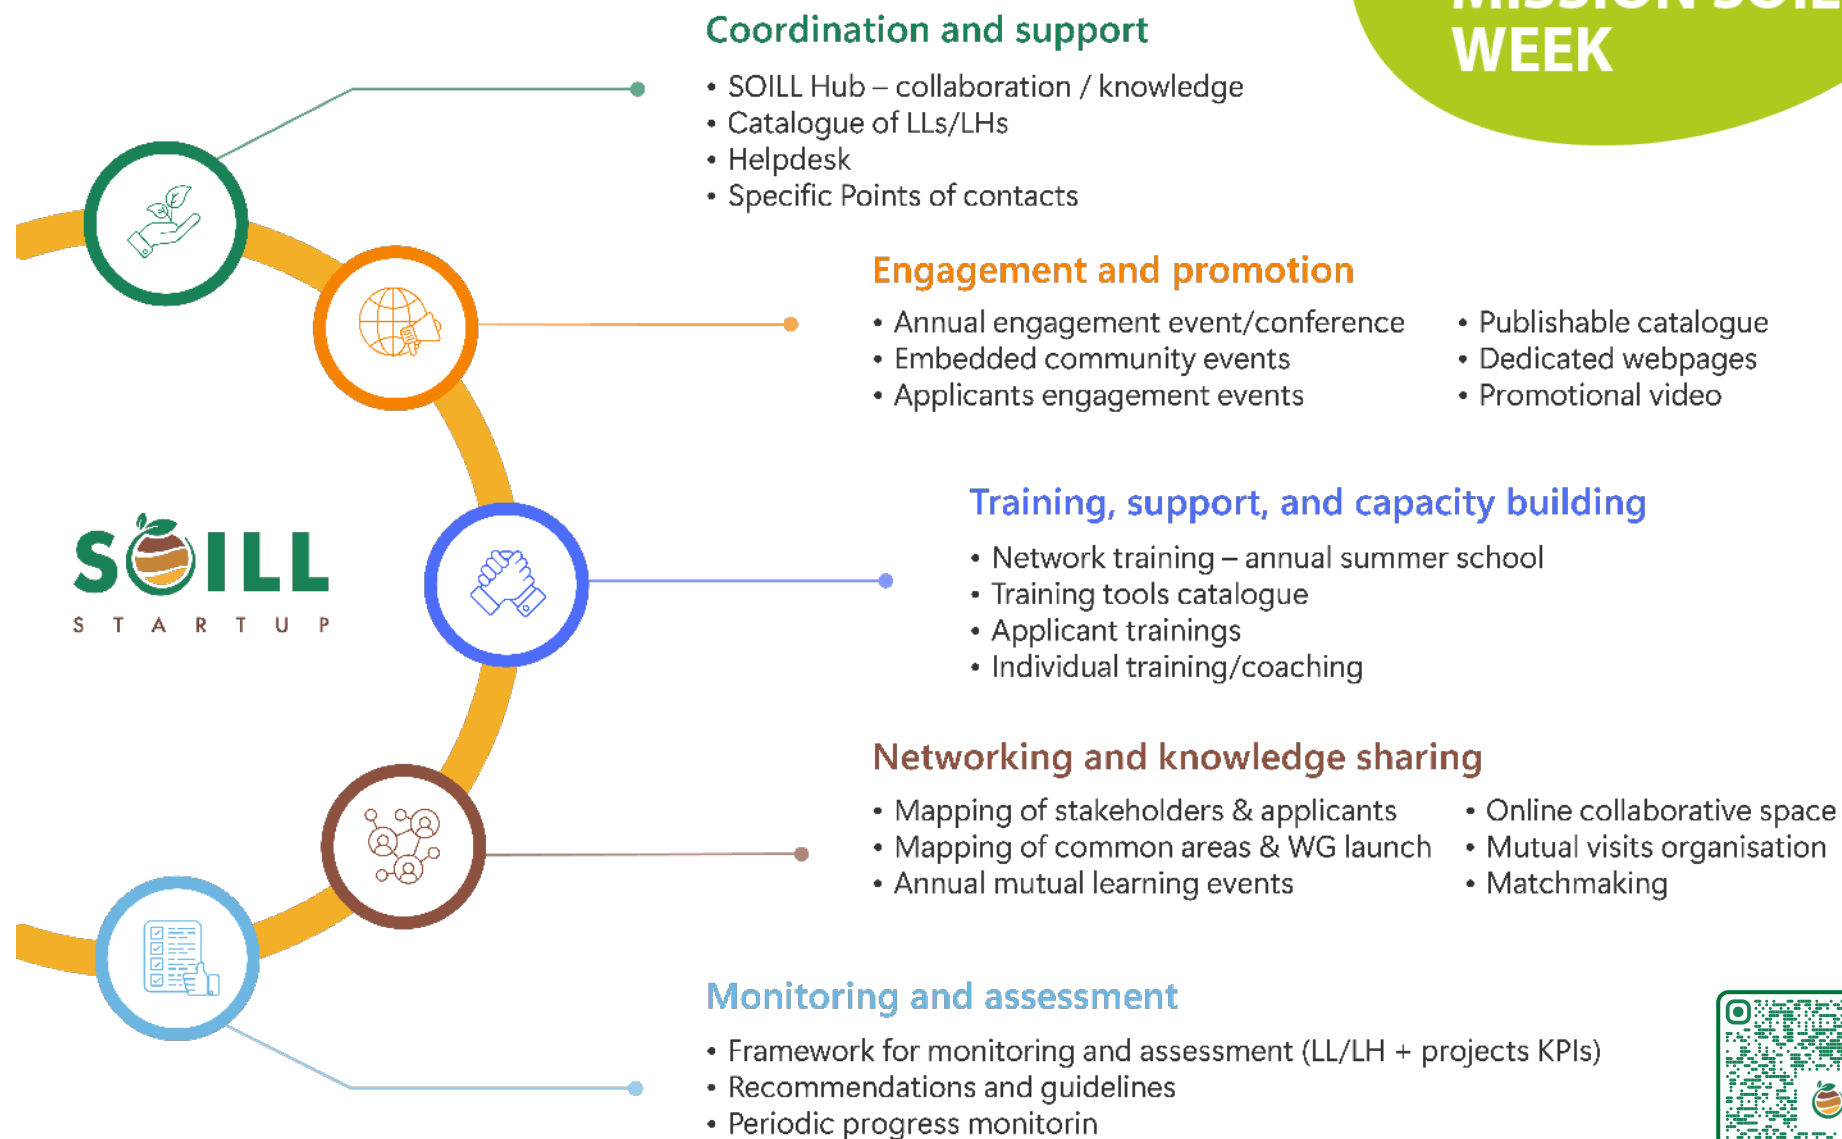 MISSION SOIL
WEEK
Coordination and support
• SOILL Hub – collaboration / knowledge
• Catalogue of LLs/LHs
• Helpdesk
• Specific Points of contacts
Engagement and promotion
• Annual engagement event/conference
• Embedded community events
• Applicants engagement events
• Publishable catalogue
• Dedicated webpages
• Promotional video
SOILL
STARTUP
Training, support, and capacity building
• Network training – annual summer school
• Training tools catalogue
• Applicant trainings
• Individual training/coaching
Networking and knowledge sharing
• Mapping of stakeholders & applicants
• Mapping of common areas & WG launch
• Annual mutual learning events
• Online collaborative space
• Mutual visits organisation
• Matchmaking
Monitoring and assessment
• Framework for monitoring and assessment (LL/LH + projects KPIs)
• Recommendations and guidelines
• Periodic progress monitorin